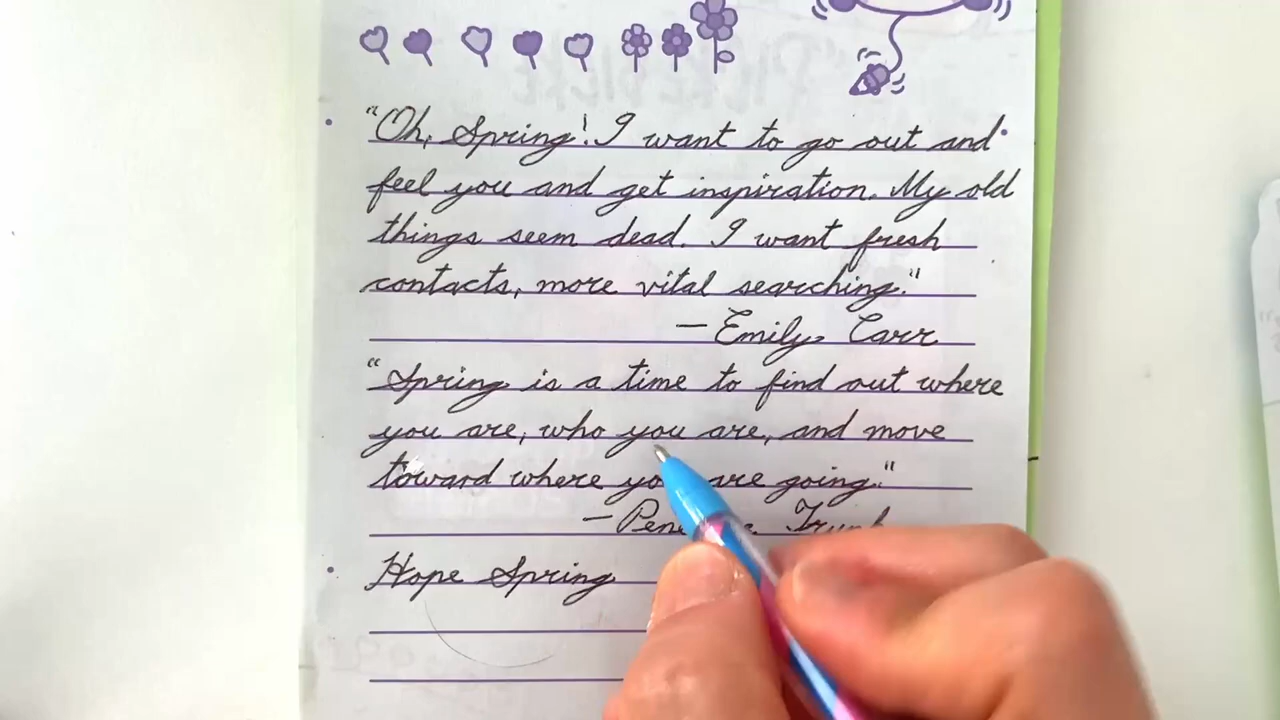 "Oh, Spring! I want to go out and
feel you and get inspiration. My old
things seem dead. I want fresh
contacts, more vital searching."
— Emily Carr
"Spring is a time to find out where
you are, who you are, and move
toward where you are going."
—
Hope Spring